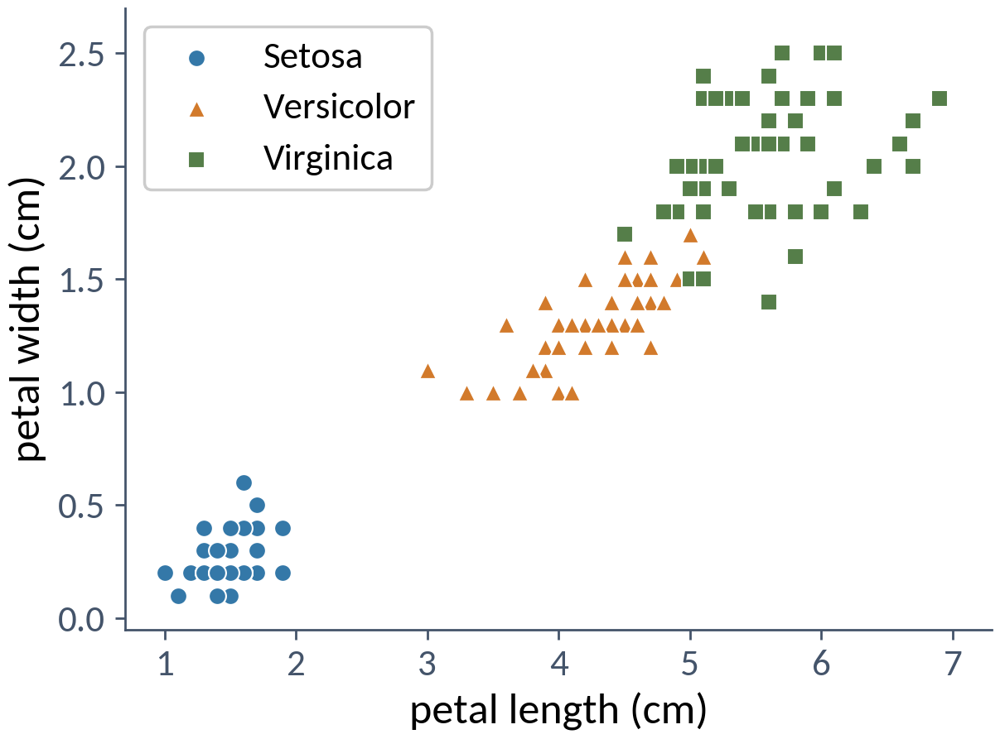 2.5
2.0
1.5
1.0
0.5
0.0
petal width (cm)
Setosa
Versicolor
Virginica
1 2 3 4 5 6 7
petal length (cm)